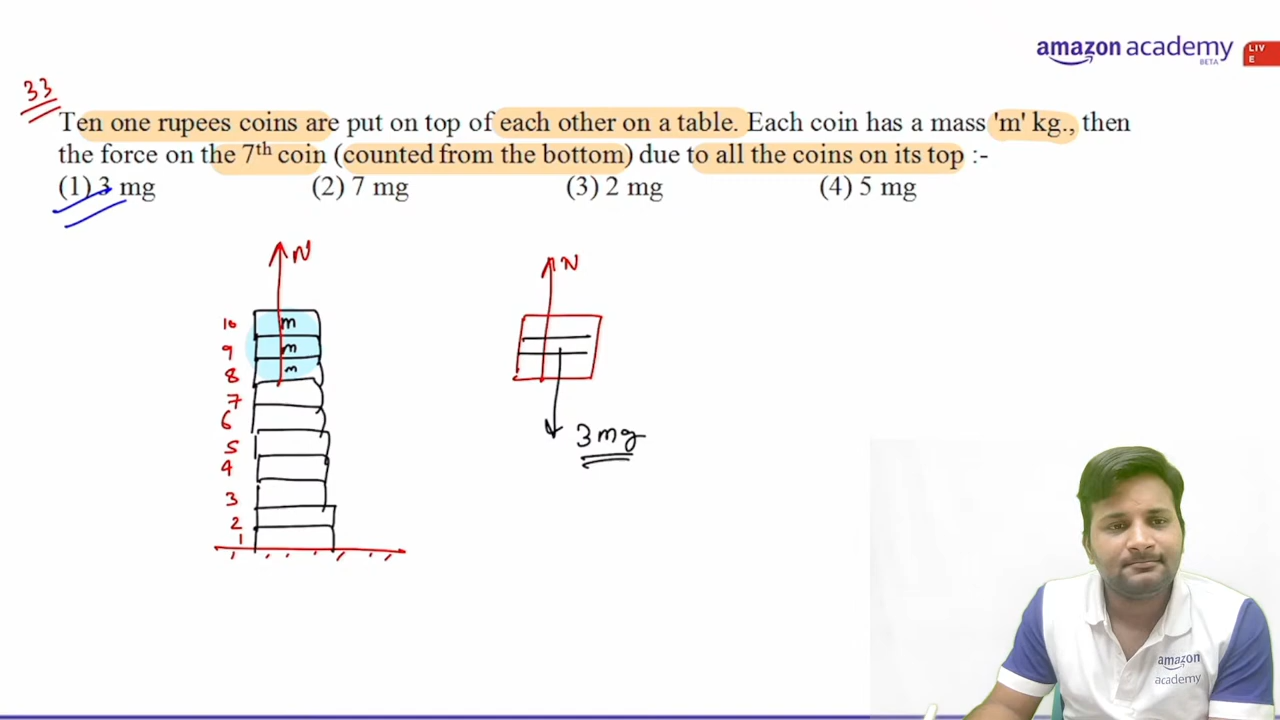 amazon academy
BETA
LIV
E
33
Ten one rupees coins are put on top of each other on a table. Each coin has a mass 'm' kg., then
the force on the 7th coin (counted from the bottom) due to all the coins on its top :-
(1) 3 mg (2) 7 mg (3) 2 mg (4) 5 mg
N
N
10 m
9 m
8 m
7
6
5
4
3
2
1
3mg
amazon
academy